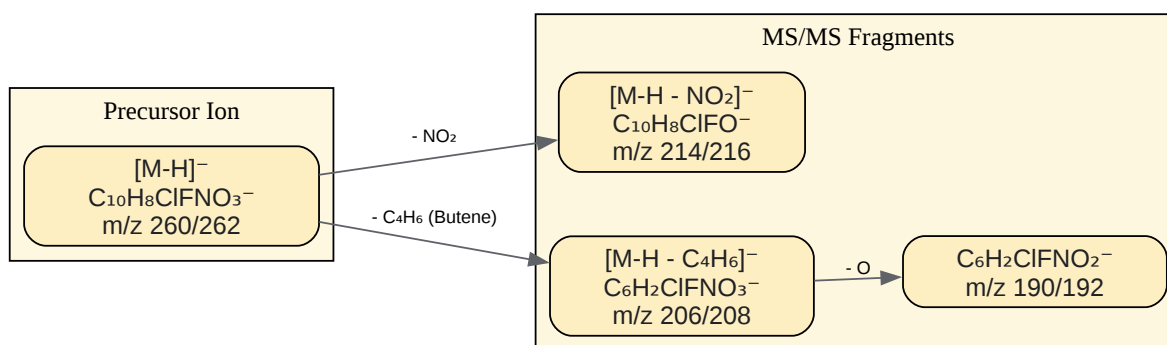 MS/MS Fragments
Precursor Ion
[M-H - NO₂]⁻
C₁₀H₈ClFO⁻
m/z 214/216
- NO₂
[M-H]⁻
C₁₀H₈ClFNO₃⁻
m/z 260/262
- C₄H₆ (Butene)
[M-H - C₄H₆]⁻
C₆H₂ClFNO₃⁻
m/z 206/208
- O
C₆H₂ClFNO₂⁻
m/z 190/192